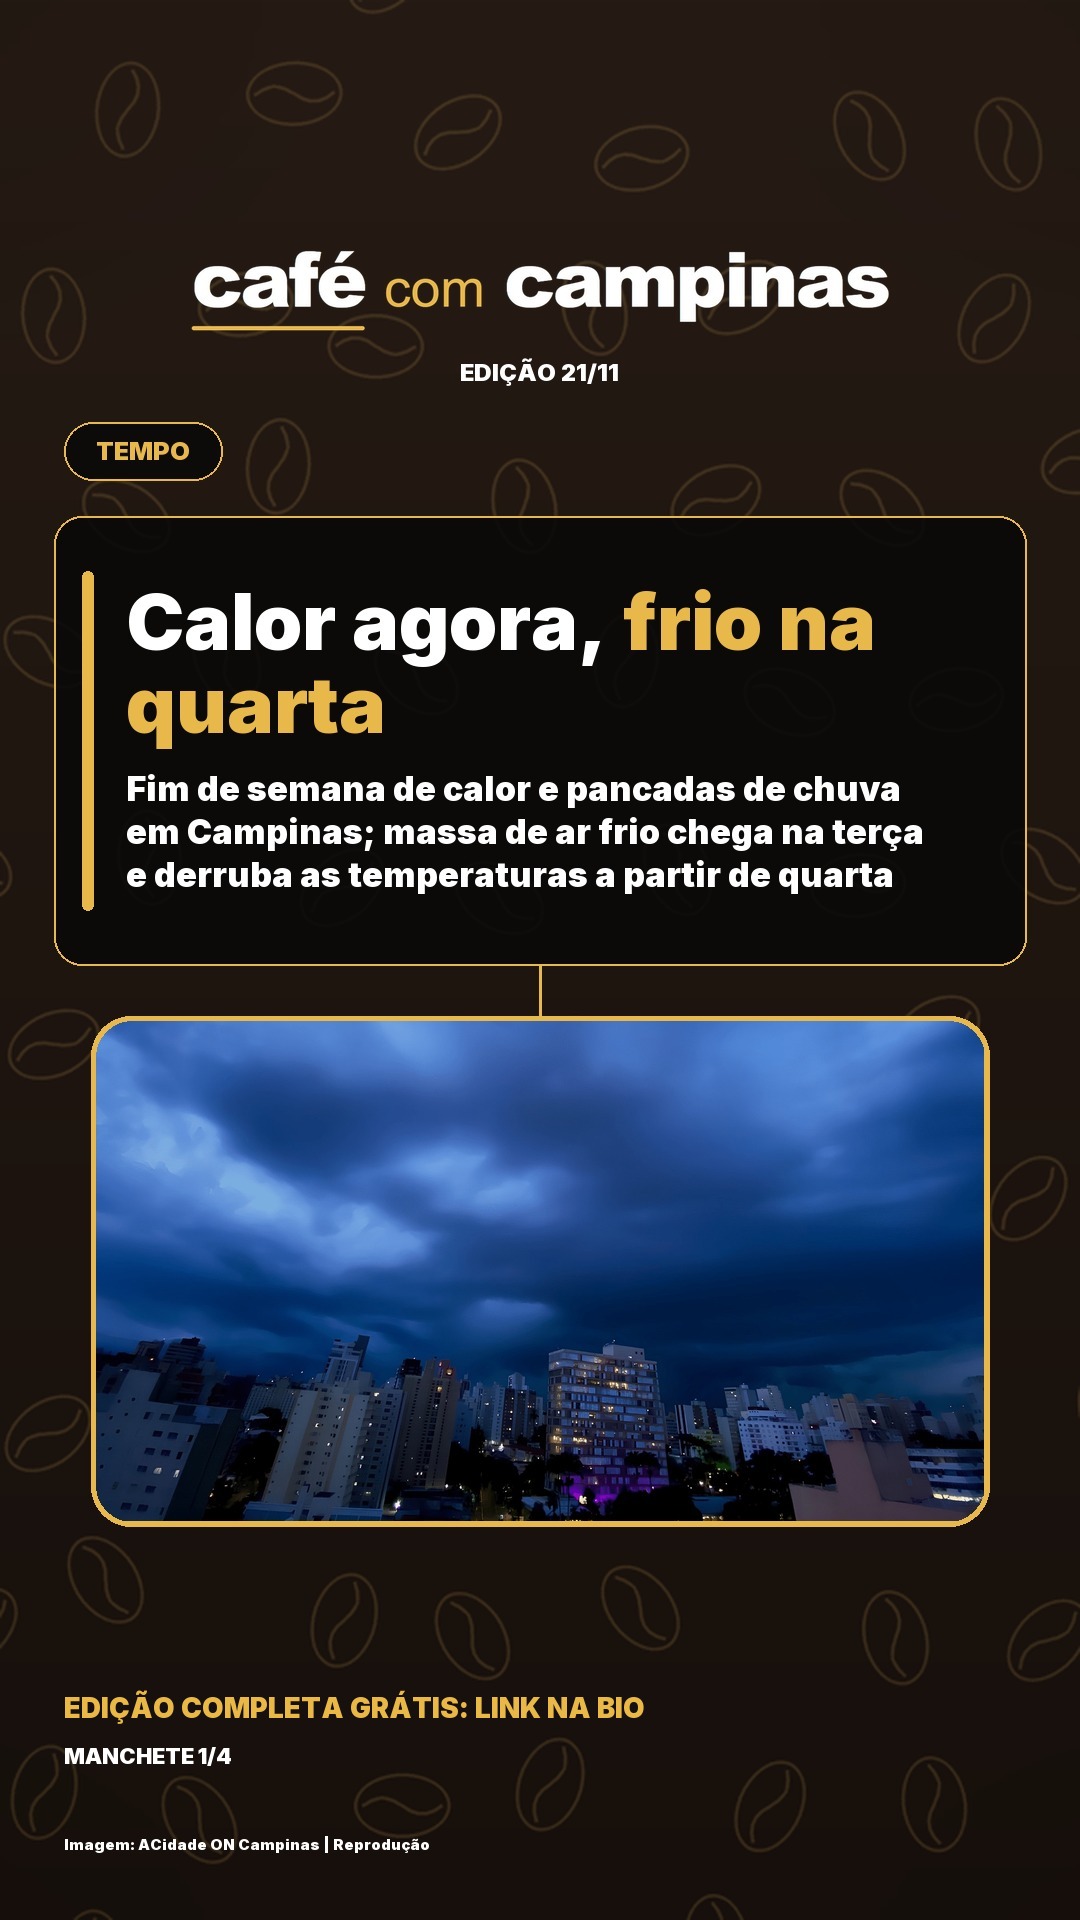 café com campinas
EDIÇÃO 21/11
TEMPO
Calor agora, frio na
quarta
Fim de semana de calor e pancadas de chuva
em Campinas; massa de ar frio chega na terça
e derruba as temperaturas a partir de quarta
EDIÇÃO COMPLETA GRÁTIS: LINK NA BIO
MANCHETE 1/4
Imagem: ACidade ON Campinas | Reprodução